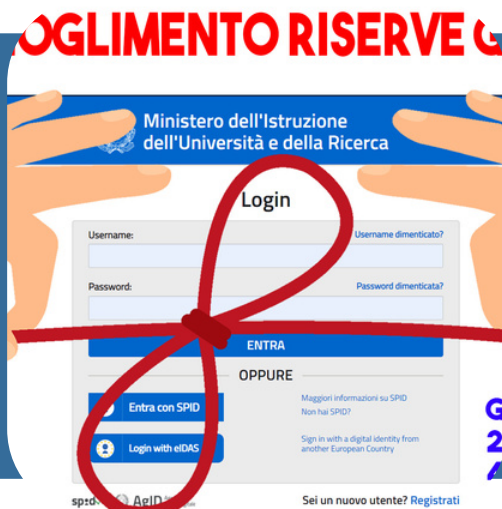 OGLIMENTO RISERVE G
Ministero dell'Istruzione
dell'Università e della Ricerca
Login
Username:
Username dimenticato?
Password:
Password dimenticata?
ENTRA
OPPURE
Entra con SPID
Maggiori informazioni su SPID
Non hai SPID?
Login with eIDAS
Sign in with a digital identity from
another European Country
AgID
Sei un nuovo utente? Registrati
G
2